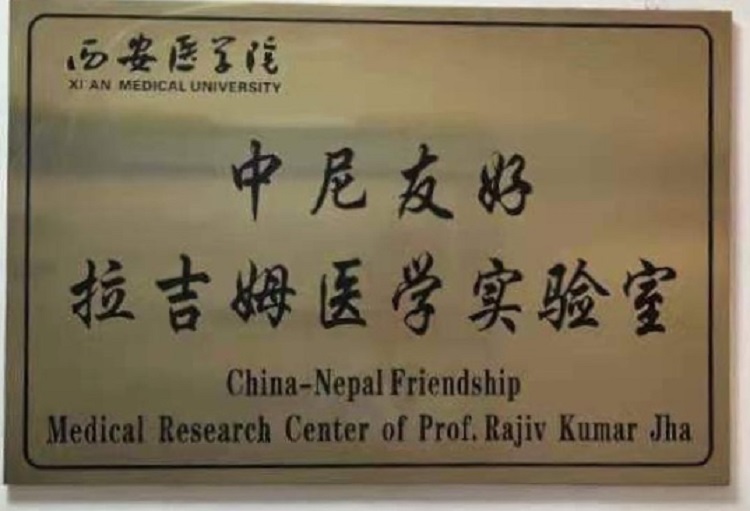 西安医学院
XI'AN MEDICAL UNIVERSITY
中尼友好
拉吉姆医学实验室
China-Nepal Friendship
Medical Research Center of Prof. Rajiv Kumar Jha